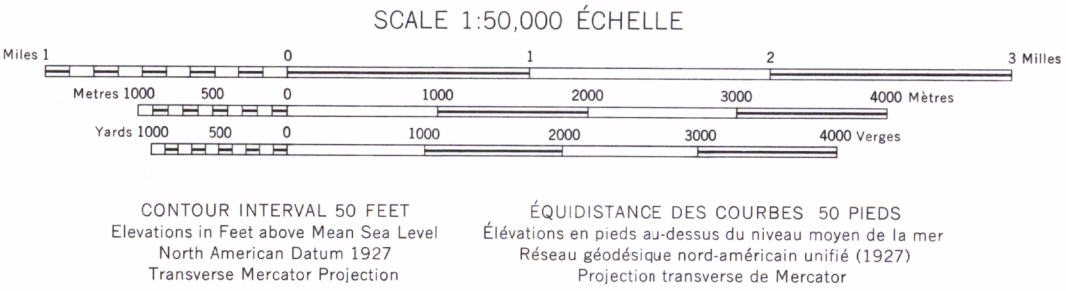 SCALE 1:50,000 ÉCHELLE
Miles 1 0 1 2 3 Milles
Metres 1000 500 0 1000 2000 3000 4000 Mètres
Yards 1000 500 0 1000 2000 3000 4000 Verges
CONTOUR INTERVAL 50 FEET
Elevations in Feet above Mean Sea Level
North American Datum 1927
Transverse Mercator Projection
ÉQUIDISTANCE DES COURBES 50 PIEDS
Élévations en pieds au-dessus du niveau moyen de la mer
Réseau géodésique nord-américain unifié (1927)
Projection transverse de Mercator